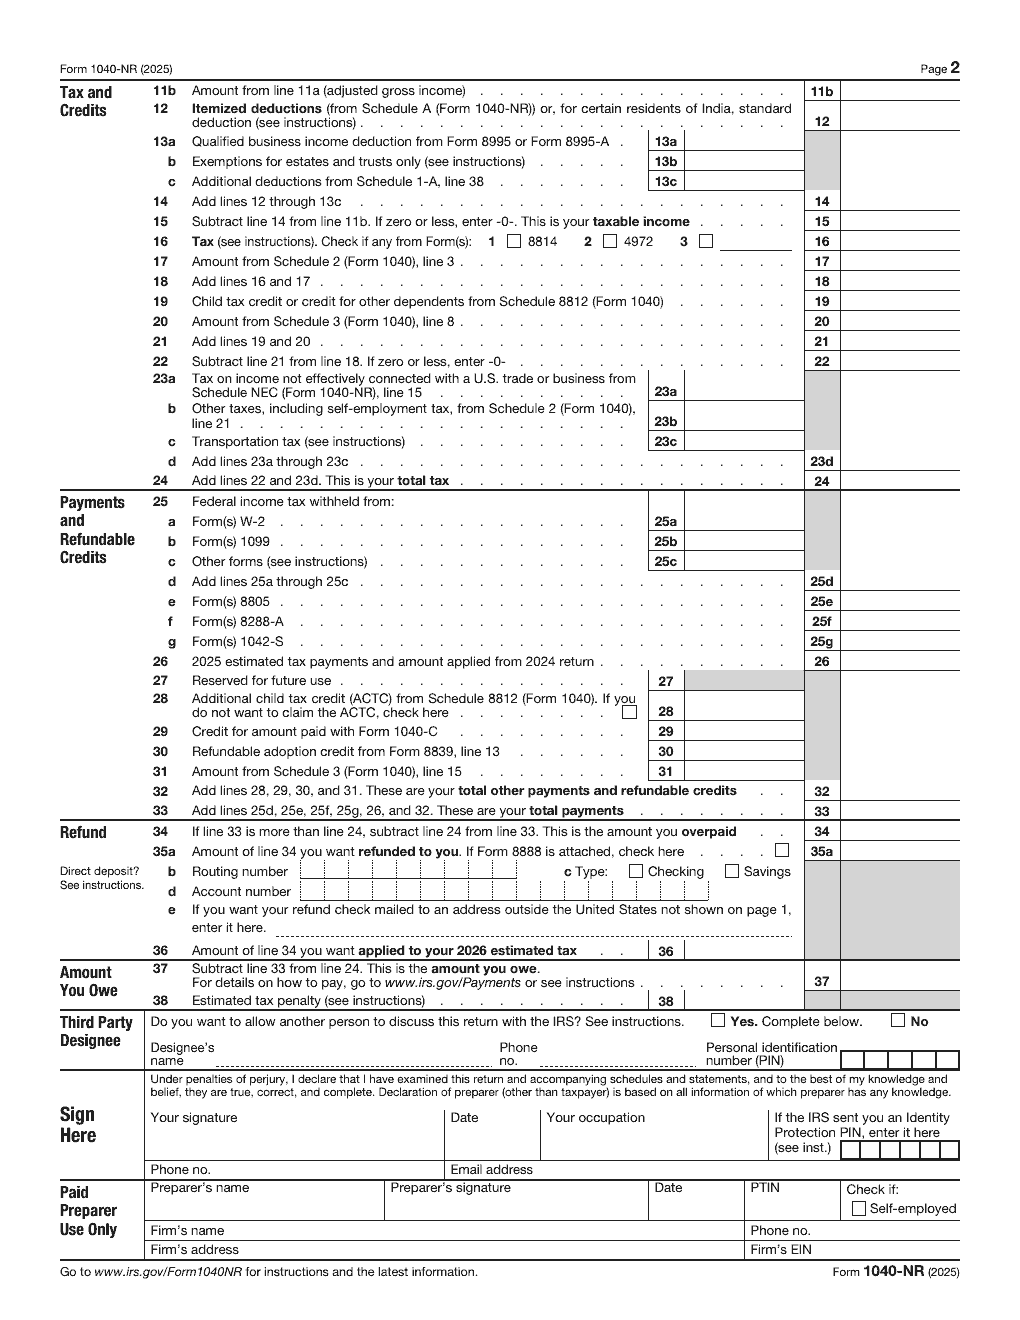 Form 1040-NR (2025) Page 2
Tax and Credits
11b Amount from line 11a (adjusted gross income) . . . . . . . . . . . . . . . . 11b
12 Itemized deductions (from Schedule A (Form 1040-NR)) or, for certain residents of India, standard
deduction (see instructions) . . . . . . . . . . . . . . . . . . . . . . 12
13a Qualified business income deduction from Form 8995 or Form 8995-A . 13a
b Exemptions for estates and trusts only (see instructions) . . . . . 13b
c Additional deductions from Schedule 1-A, line 38 . . . . . . . 13c
14 Add lines 12 through 13c . . . . . . . . . . . . . . . . . . . . . . 14
15 Subtract line 14 from line 11b. If zero or less, enter -0-. This is your taxable income . . . . . 15
16 Tax (see instructions). Check if any from Form(s): 1 8814 2 4972 3 16
17 Amount from Schedule 2 (Form 1040), line 3 . . . . . . . . . . . . . . . . . 17
18 Add lines 16 and 17 . . . . . . . . . . . . . . . . . . . . . . . . 18
19 Child tax credit or credit for other dependents from Schedule 8812 (Form 1040) . . . . . . 19
20 Amount from Schedule 3 (Form 1040), line 8 . . . . . . . . . . . . . . . . . 20
21 Add lines 19 and 20 . . . . . . . . . . . . . . . . . . . . . . . . 21
22 Subtract line 21 from line 18. If zero or less, enter -0- . . . . . . . . . . . . . . 22
23a Tax on income not effectively connected with a U.S. trade or business from
Schedule NEC (Form 1040-NR), line 15 . . . . . . . . . . 23a
b Other taxes, including self-employment tax, from Schedule 2 (Form 1040),
line 21 . . . . . . . . . . . . . . . . . . . . 23b
c Transportation tax (see instructions) . . . . . . . . . . . 23c
d Add lines 23a through 23c . . . . . . . . . . . . . . . . . . . . . . 23d
24 Add lines 22 and 23d. This is your total tax . . . . . . . . . . . . . . . . . 24
Payments and Refundable Credits
25 Federal income tax withheld from:
a Form(s) W-2 . . . . . . . . . . . . . . . . . . 25a
b Form(s) 1099 . . . . . . . . . . . . . . . . . . 25b
c Other forms (see instructions) . . . . . . . . . . . . . 25c
d Add lines 25a through 25c . . . . . . . . . . . . . . . . . . . . . . 25d
e Form(s) 8805 . . . . . . . . . . . . . . . . . . . . . . . . . . 25e
f Form(s) 8288-A . . . . . . . . . . . . . . . . . . . . . . . . . 25f
g Form(s) 1042-S . . . . . . . . . . . . . . . . . . . . . . . . . 25g
26 2025 estimated tax payments and amount applied from 2024 return . . . . . . . . . . 26
27 Reserved for future use . . . . . . . . . . . . . . . 27
28 Additional child tax credit (ACTC) from Schedule 8812 (Form 1040). If you
do not want to claim the ACTC, check here . . . . . . . . 28
29 Credit for amount paid with Form 1040-C . . . . . . . . . 29
30 Refundable adoption credit from Form 8839, line 13 . . . . . . 30
31 Amount from Schedule 3 (Form 1040), line 15 . . . . . . . . 31
32 Add lines 28, 29, 30, and 31. These are your total other payments and refundable credits . . 32
33 Add lines 25d, 25e, 25f, 25g, 26, and 32. These are your total payments . . . . . . . . 33
Refund
34 If line 33 is more than line 24, subtract line 24 from line 33. This is the amount you overpaid . . 34
35a Amount of line 34 you want refunded to you. If Form 8888 is attached, check here . . . . 35a
Direct deposit? See instructions.
b Routing number c Type: Checking Savings
d Account number
e If you want your refund check mailed to an address outside the United States not shown on page 1,
enter it here.
36 Amount of line 34 you want applied to your 2026 estimated tax . . 36
Amount You Owe
37 Subtract line 33 from line 24. This is the amount you owe.
For details on how to pay, go to www.irs.gov/Payments or see instructions . . . . . . . . 37
38 Estimated tax penalty (see instructions) . . . . . . . . . . 38
Third Party Designee
Do you want to allow another person to discuss this return with the IRS? See instructions. Yes. Complete below. No
Designee's name Phone no. Personal identification number (PIN)
Sign Here
Under penalties of perjury, I declare that I have examined this return and accompanying schedules and statements, and to the best of my knowledge and
belief, they are true, correct, and complete. Declaration of preparer (other than taxpayer) is based on all information of which preparer has any knowledge.
Your signature Date Your occupation If the IRS sent you an Identity
Protection PIN, enter it here
(see inst.)
Phone no. Email address
Paid Preparer Use Only
Preparer's name Preparer's signature Date PTIN Check if:
Self-employed
Firm's name Phone no.
Firm's address Firm's EIN
Go to www.irs.gov/Form1040NR for instructions and the latest information. Form 1040-NR (2025)